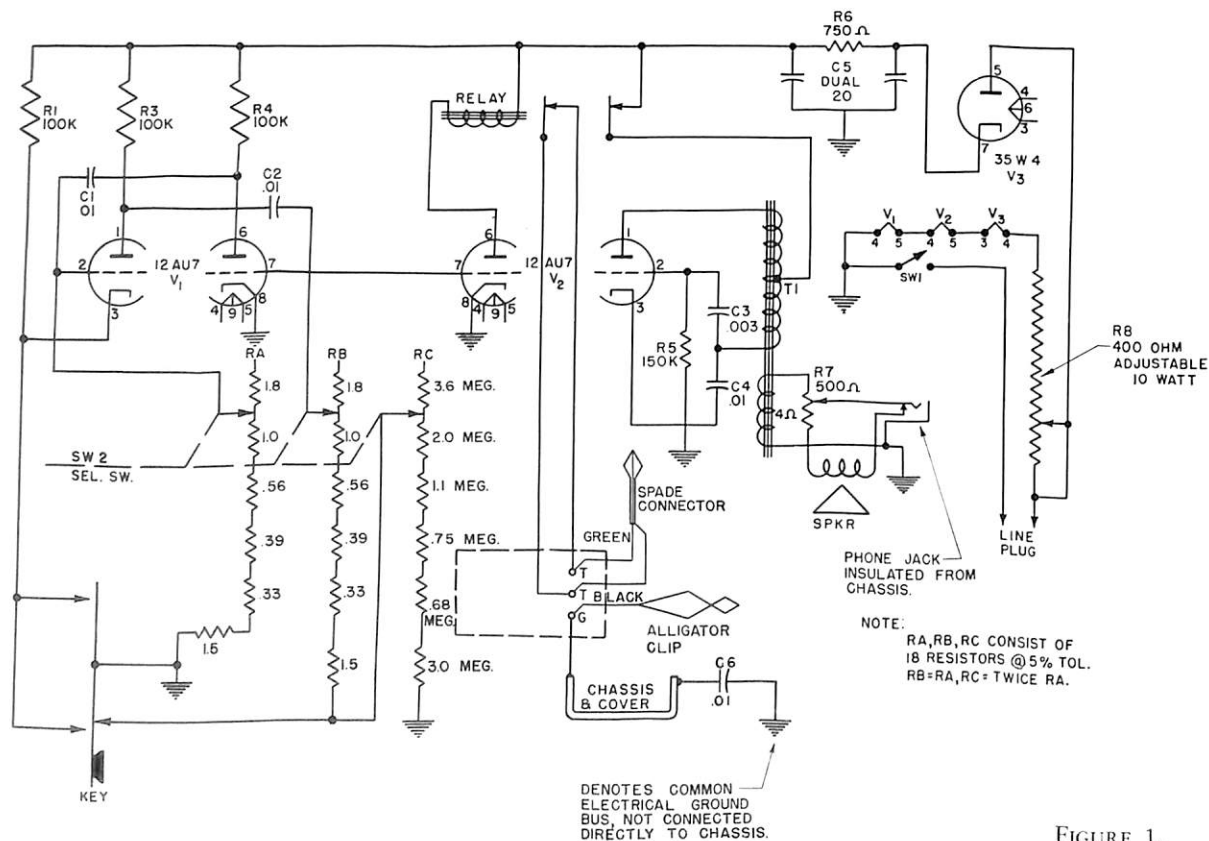 R6
750 Ω
C5
DUAL
20
5
4
6
3
7
35 W 4
V3
R1
100K
R3
100K
R4
100K
RELAY
C1
.01
C2
.01
1
2
3
12 AU7
V1
6
7
8
4 9 5
6
7
8
4 9 5
12 AU7
V2
1
2
3
C3
.003
R5
150K
C4
.01
T1
4Ω
R7
500Ω
V1
V2
V3
4 5 4 5 3 4
SW1
R8
400 OHM
ADJUSTABLE
10 WATT
RA
1.8
1.0
.56
.39
.33
1.5
RB
1.8
1.0
.56
.39
.33
1.5
RC
3.6 MEG.
2.0 MEG.
1.1 MEG.
.75 MEG.
.68
MEG.
3.0 MEG.
SW 2
SEL. SW.
KEY
SPADE
CONNECTOR
GREEN
T
T
BLACK
G
ALLIGATOR
CLIP
SPKR
LINE
PLUG
PHONE JACK
INSULATED FROM
CHASSIS.
NOTE:
RA,RB,RC CONSIST OF
18 RESISTORS @ 5% TOL.
RB=RA,RC= TWICE RA.
CHASSIS
& COVER
C6
.01
DENOTES COMMON
ELECTRICAL GROUND
BUS, NOT CONNECTED
DIRECTLY TO CHASSIS.
FIGURE 1.